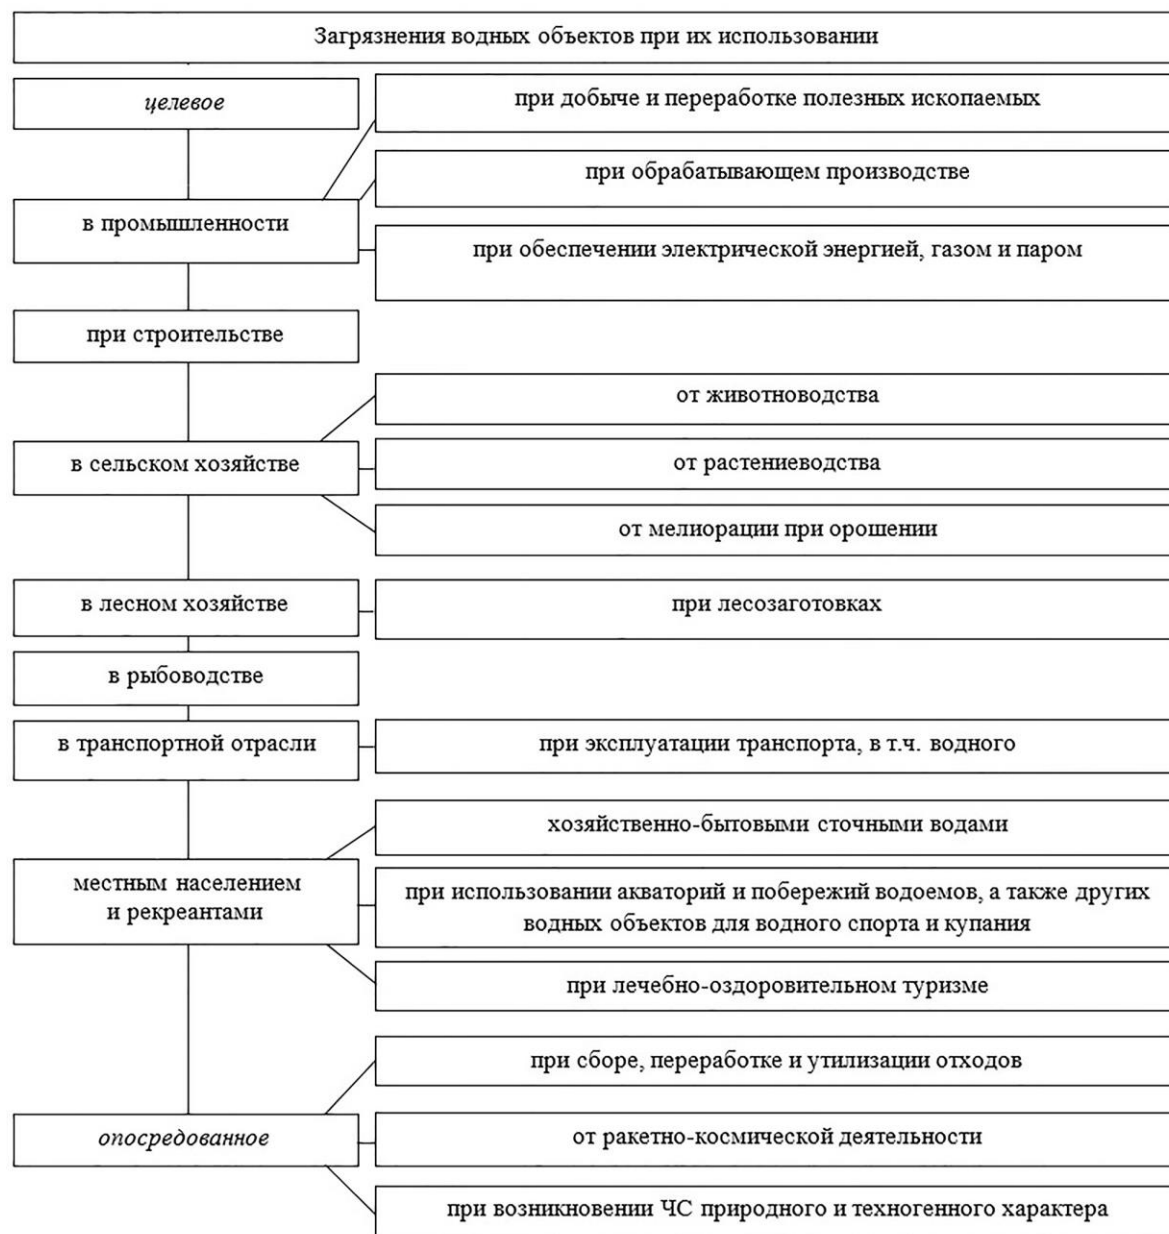 Загрязнения водных объектов при их использовании
целевое
при добыче и переработке полезных ископаемых
при обрабатывающем производстве
в промышленности
при обеспечении электрической энергией, газом и паром
при строительстве
от животноводства
в сельском хозяйстве
от растениеводства
от мелиорации при орошении
в лесном хозяйстве
при лесозаготовках
в рыбоводстве
в транспортной отрасли
при эксплуатации транспорта, в т.ч. водного
хозяйственно-бытовыми сточными водами
местным населением
и рекреантами
при использовании акваторий и побережий водоемов, а также других
водных объектов для водного спорта и купания
при лечебно-оздоровительном туризме
при сборе, переработке и утилизации отходов
опосредованное
от ракетно-космической деятельности
при возникновении ЧС природного и техногенного характера